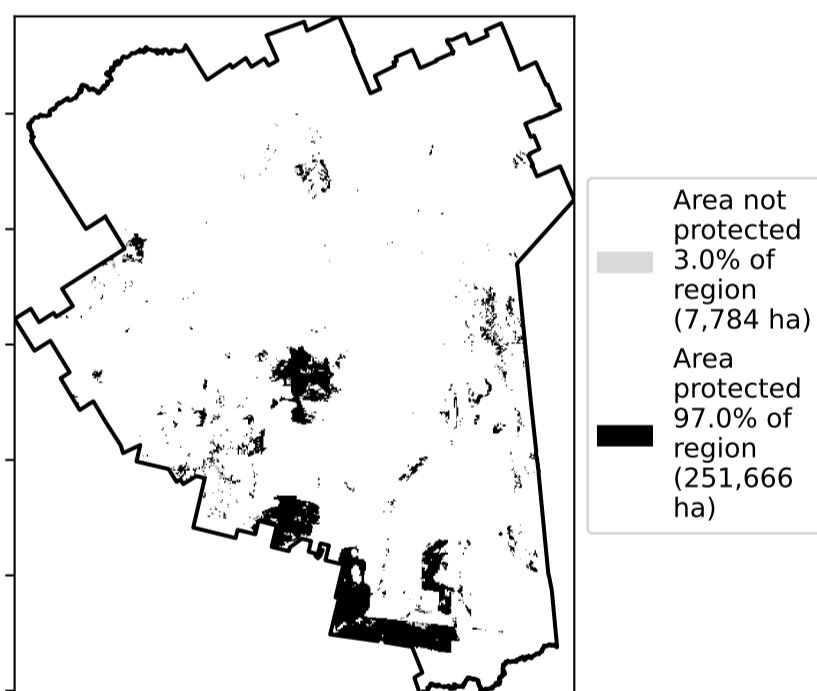 Area not
protected
3.0% of
region
(7,784 ha)
Area
protected
97.0% of
region
(251,666
ha)